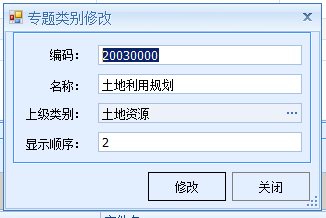 专题类别修改
编码： 20030000
名称： 土地利用规划
上级类别： 土地资源 ...
显示顺序： 2
修改 关闭